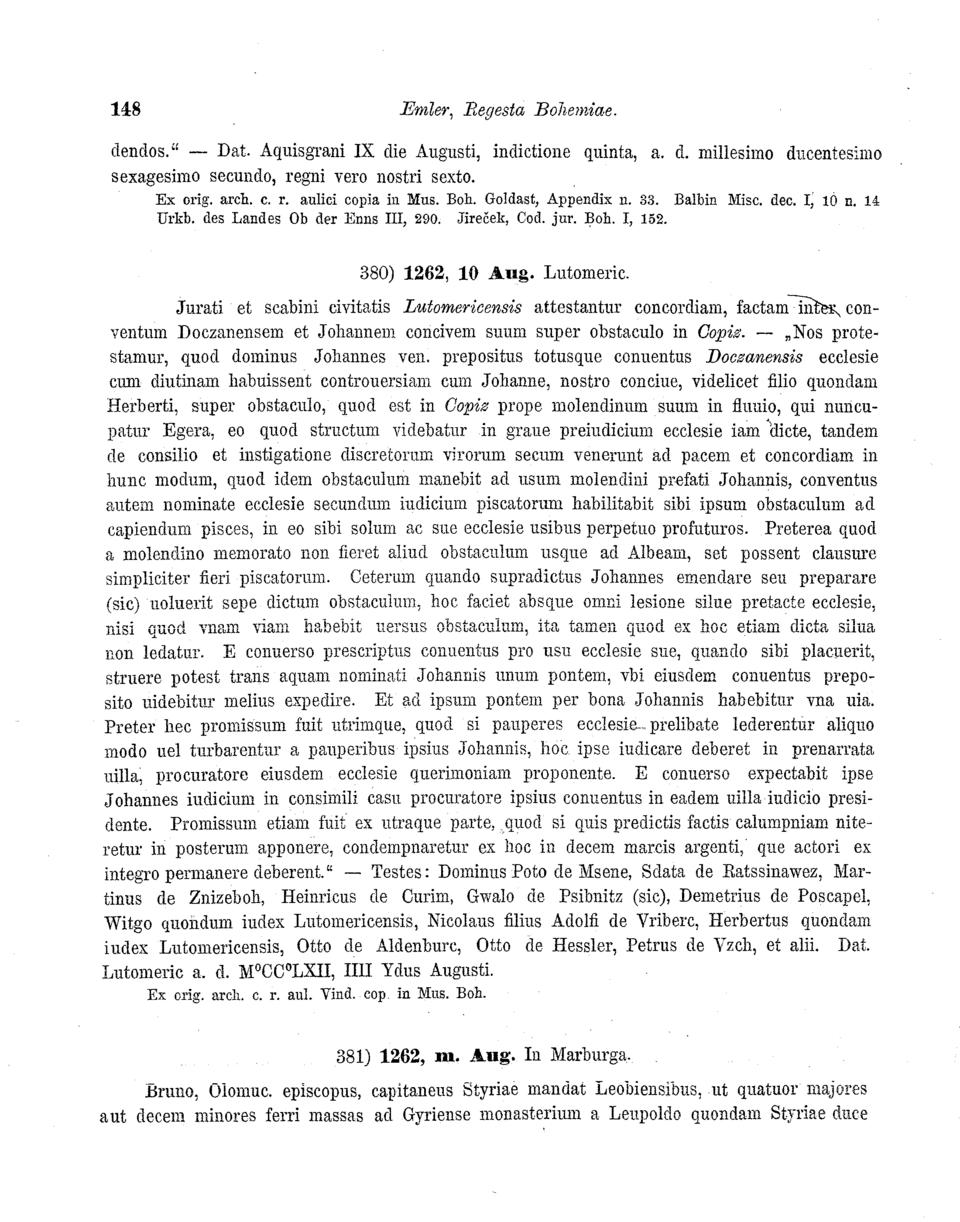 148 Emler, Regesta Bohemiae.
dendos.“ — Dat. Aquisgrani IX die Augusti, indictione quinta, a. d. millesimo ducentesimo
sexagesimo secundo, regni vero nostri sexto.
Ex orig. arch. c. r. aulici copia in Mus. Boh. Goldast, Appendix n. 33. Balbin Misc. dec. I, 10 n. 14
Urkb. des Landes Ob der Enns III, 290. Jireček, Cod. jur. Boh. I, 152.
380) 1262, 10 Aug. Lutomeric.
Jurati et scabini civitatis Lutomericensis attestantur concordiam, factam inter con-
ventum Doczanensem et Johannem concivem suum super obstaculo in Copiz. — „Nos prote-
stamur, quod dominus Johannes ven. prepositus totusque conuentus Doczanensis ecclesie
cum diutinam habuissent controuersiam cum Johanne, nostro conciue, videlicet filio quondam
Herberti, super obstaculo, quod est in Copiz prope molendinum suum in fluuio, qui nuncu-
patur Egera, eo quod structum videbatur in graue preiudicium ecclesie iam dicte, tandem
de consilio et instigatione discretorum virorum secum venerunt ad pacem et concordiam in
hunc modum, quod idem obstaculum manebit ad usum molendini prefati Johannis, conventus
autem nominate ecclesie secundum iudicium piscatorum habilitabit sibi ipsum obstaculum ad
capiendum pisces, in eo sibi solum ac sue ecclesie usibus perpetuo profuturos. Preterea quod
a molendino memorato non fieret aliud obstaculum usque ad Albeam, set possent clausure
simpliciter fieri piscatorum. Ceterum quando supradictus Johannes emendare seu preparare
(sic) uoluerit sepe dictum obstaculum, hoc faciet absque omni lesione silue pretacte ecclesie,
nisi quod vnam viam habebit uersus obstaculum, ita tamen quod ex hoc etiam dicta silua
non ledatur. E conuerso prescriptus conuentus pro usu ecclesie sue, quando sibi placuerit,
struere potest trans aquam nominati Johannis unum pontem, vbi eiusdem conuentus prepo-
sito uidebitur melius expedire. Et ad ipsum pontem per bona Johannis habebitur vna uia.
Preter hec promissum fuit utrimque, quod si pauperes ecclesie prelibate lederentur aliquo
modo uel turbarentur a pauperibus ipsius Johannis, hoc ipse iudicare deberet in prenarrata
uilla, procuratore eiusdem ecclesie querimoniam proponente. E conuerso expectabit ipse
Johannes iudicium in consimili casu procuratore ipsius conuentus in eadem uilla iudicio presi-
dente. Promissum etiam fuit ex utraque parte, quod si quis predictis factis calumpniam nite-
retur in posterum apponere, condempnaretur ex hoc in decem marcis argenti, que actori ex
integro permanere deberent.“ — Testes: Dominus Poto de Msene, Sdata de Ratssinawez, Mar-
tinus de Znizeboh, Heinricus de Curim, Gwalo de Psibnitz (sic), Demetrius de Poscapel,
Witgo quondum iudex Lutomericensis, Nicolaus filius Adolfi de Vriberc, Herbertus quondam
iudex Lutomericensis, Otto de Aldenburc, Otto de Hessler, Petrus de Vzch, et alii. Dat.
Lutomeric a. d. M⁰CC⁰LXII, IIII Ydus Augusti.
Ex orig. arch. c. r. aul. Vind. cop. in Mus. Boh.
381) 1262, m. Aug. In Marburga.
Bruno, Olomuc. episcopus, capitaneus Styriae mandat Leobiensibus, ut quatuor majores
aut decem minores ferri massas ad Gyriense monasterium a Leupoldo quondam Styriae duce